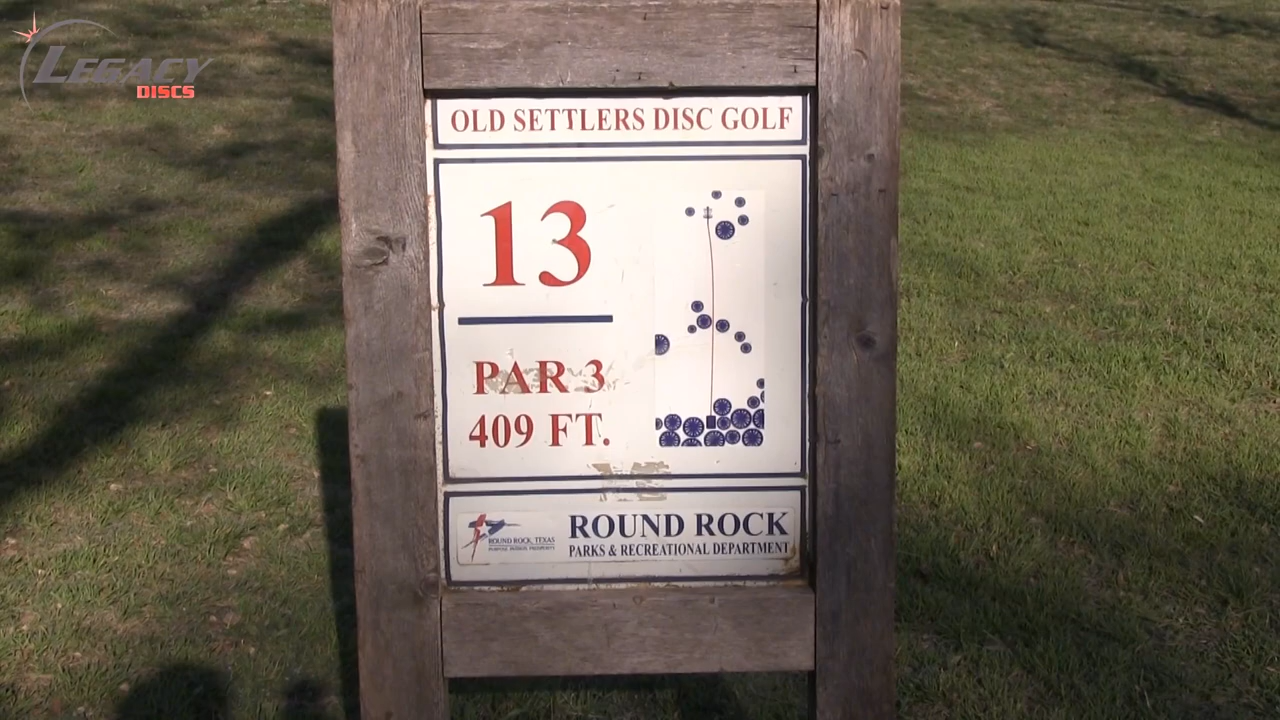 LEGACY
DISCS
OLD SETTLERS DISC GOLF
13
PAR 3
409 FT.
ROUND ROCK, TEXAS
ROUND ROCK
PARKS & RECREATIONAL DEPARTMENT